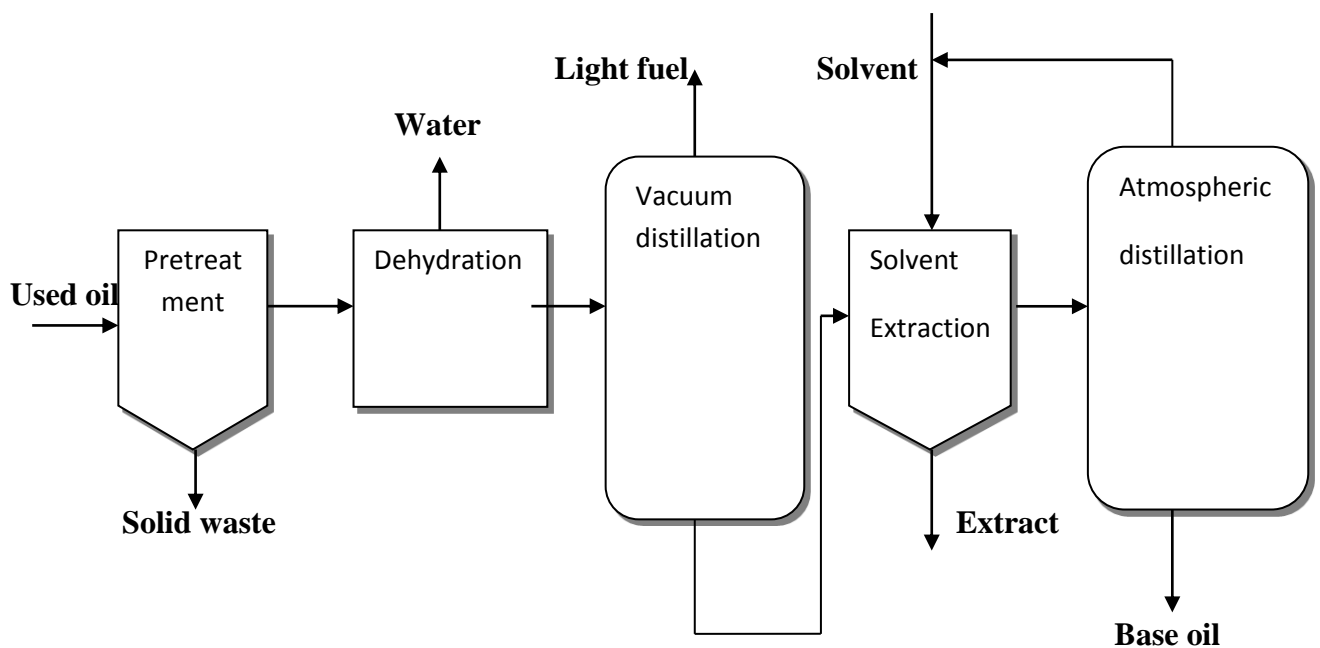 Light fuel
Solvent
Water
Vacuum
distillation
Atmospheric
distillation
Pretreat
ment
Dehydration
Solvent
Extraction
Used oil
Solid waste
Extract
Base oil